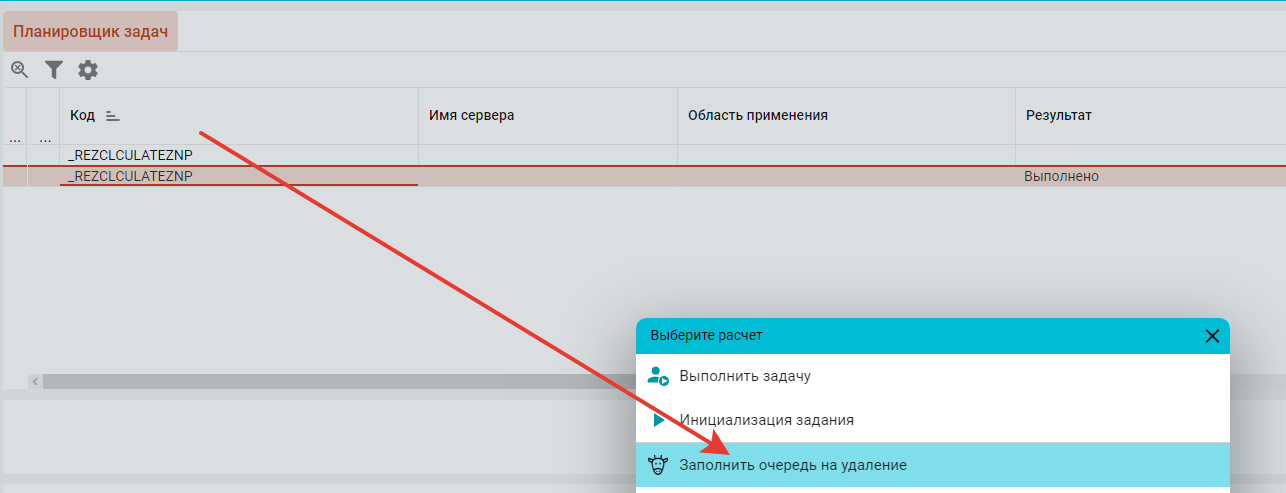 Планировщик задач
Код Имя сервера Область применения Результат
... ...
_REZCLCULATEZNP
_REZCLCULATEZNP Выполнено
Выберите расчет
Выполнить задачу
Инициализация задания
Заполнить очередь на удаление